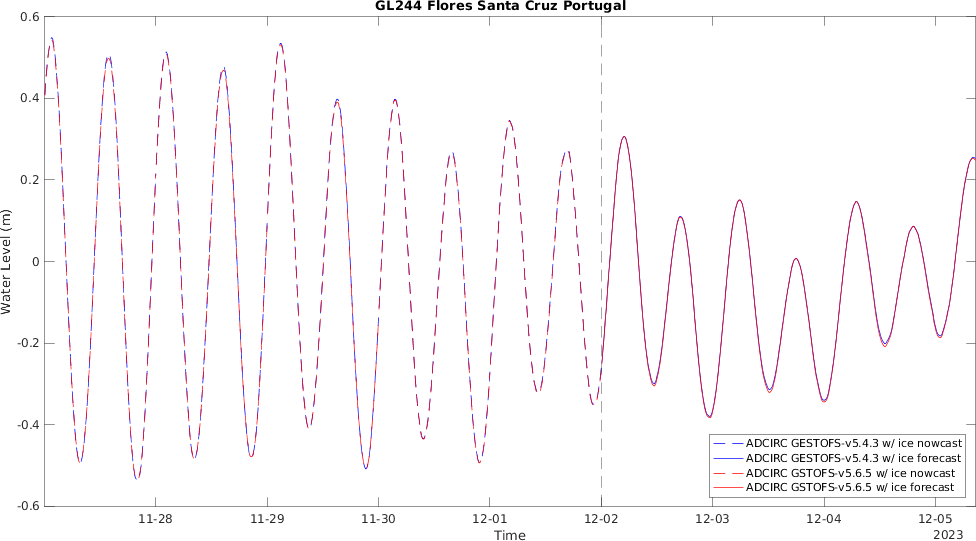 GL244 Flores Santa Cruz Portugal
0.6
0.4
0.2
0
-0.2
-0.4
-0.6
Water Level (m)
ADCIRC GESTOFS-v5.4.3 w/ ice nowcast
ADCIRC GESTOFS-v5.4.3 w/ ice forecast
ADCIRC GSTOFS-v5.6.5 w/ ice nowcast
ADCIRC GSTOFS-v5.6.5 w/ ice forecast
11-28 11-29 11-30 12-01 12-02 12-03 12-04 12-05
Time
2023